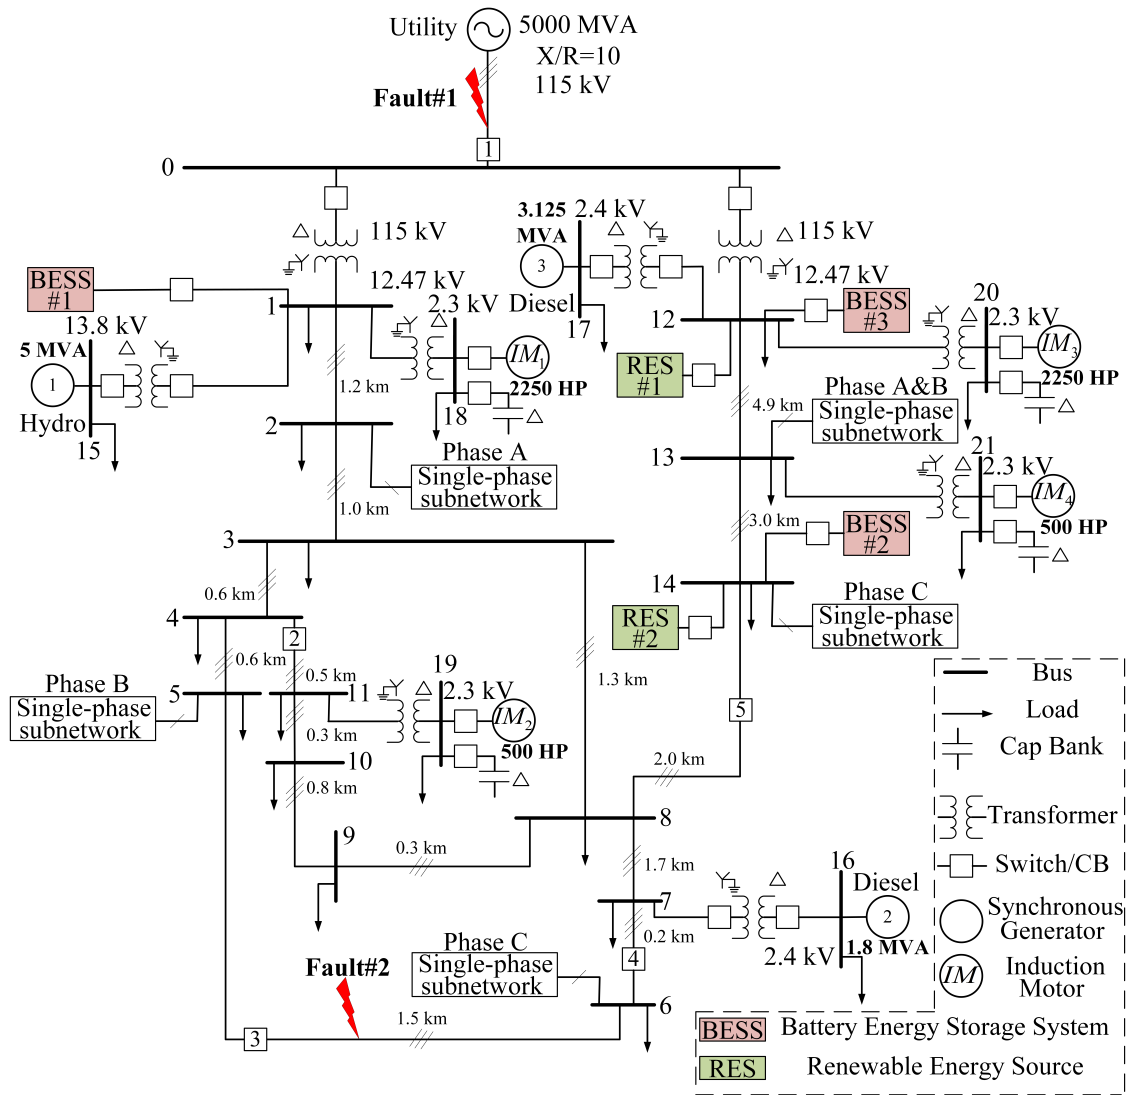 Utility
5000 MVA
X/R=10
115 kV
Fault#1
1
0
115 kV
12.47 kV
BESS
#1
13.8 kV
5 MVA
1
Hydro
15
1
2.3 kV
IM1
2250 HP
18
1.2 km
2
Phase A
Single-phase
subnetwork
1.0 km
3
3.125
MVA
2.4 kV
3
Diesel
17
115 kV
12.47 kV
BESS
#3
12
RES
#1
20
2.3 kV
IM3
2250 HP
4.9 km
Phase A&B
Single-phase
subnetwork
13
21
2.3 kV
IM4
500 HP
3.0 km
BESS
#2
14
RES
#2
Phase C
Single-phase
subnetwork
0.6 km
4
2
0.6 km
0.5 km
Phase B
Single-phase
subnetwork
5
11
0.3 km
19
2.3 kV
IM2
500 HP
10
0.8 km
1.3 km
5
2.0 km
9
0.3 km
8
1.7 km
7
0.2 km
4
16
Diesel
2
2.4 kV
1.8 MVA
Phase C
Single-phase
subnetwork
6
Fault#2
1.5 km
3
Bus
Load
Cap Bank
Transformer
Switch/CB
Synchronous
Generator
IM
Induction
Motor
BESS
Battery Energy Storage System
RES
Renewable Energy Source